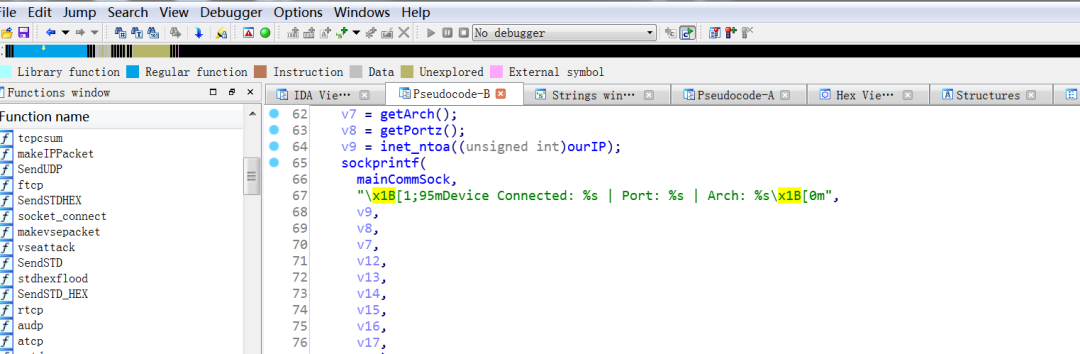 File Edit Jump Search View Debugger Options Windows Help
No debugger
Library function Regular function Instruction Data Unexplored External symbol
Functions window
IDA Vie… Pseudocode-B Strings win… Pseudocode-A Hex Vie… Structures
Function name
tcpcsum
makeIPPacket
SendUDP
ftcp
SendSTDHEX
socket_connect
makevsepacket
vseattack
SendSTD
stdhexflood
SendSTD_HEX
rtcp
audp
atcp
62 v7 = getArch();
63 v8 = getPortz();
64 v9 = inet_ntoa((unsigned int)ourIP);
65 sockprintf(
66 mainCommSock,
67 "\x1B[1;95mDevice Connected: %s | Port: %s | Arch: %s\x1B[0m",
68 v9,
69 v8,
70 v7,
71 v12,
72 v13,
73 v14,
74 v15,
75 v16,
76 v17,